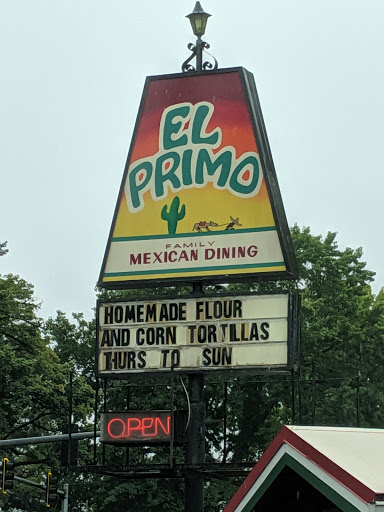 EL
PRIMO
FAMILY
MEXICAN DINING
HOMEMADE FLOUR
AND CORN TORTILLAS
THURS TO SUN
OPEN